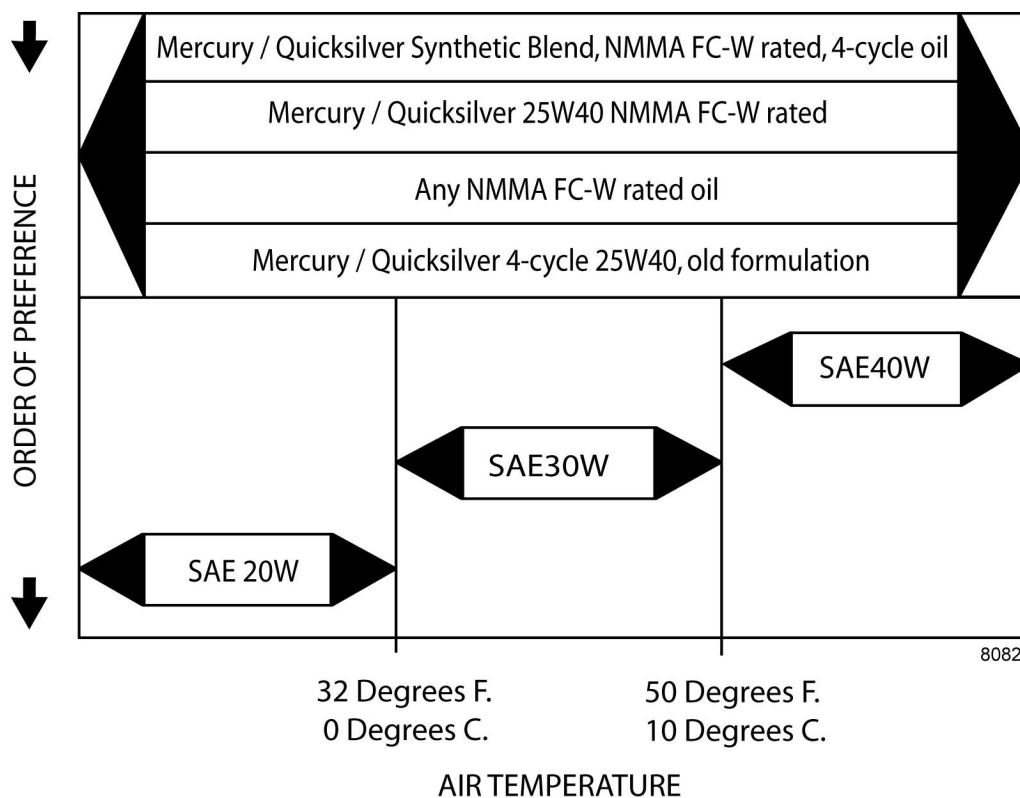 Mercury / Quicksilver Synthetic Blend, NMMA FC-W rated, 4-cycle oil
Mercury / Quicksilver 25W40 NMMA FC-W rated
Any NMMA FC-W rated oil
Mercury / Quicksilver 4-cycle 25W40, old formulation
ORDER OF PREFERENCE
SAE40W
SAE30W
SAE 20W
8082
32 Degrees F.
0 Degrees C.
50 Degrees F.
10 Degrees C.
AIR TEMPERATURE